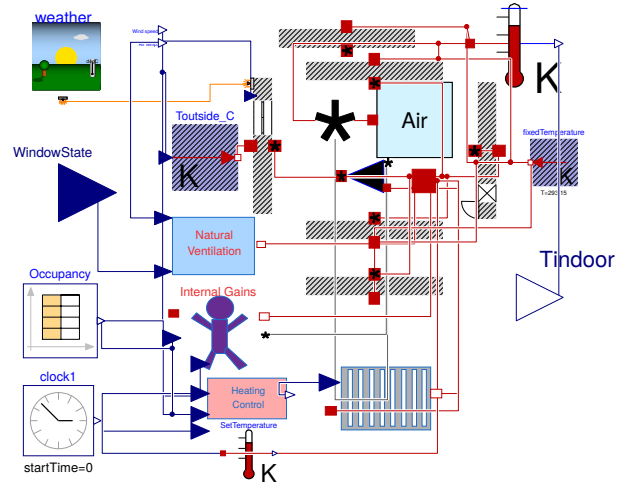 weather
Wind speed
K
Toutside_C
K
Air
fixedTemperature
K
T=293.15
WindowState
Natural
Ventilation
Tindoor
Occupancy
Internal Gains
clock1
Heating
Control
SetTemperature
startTime=0
K